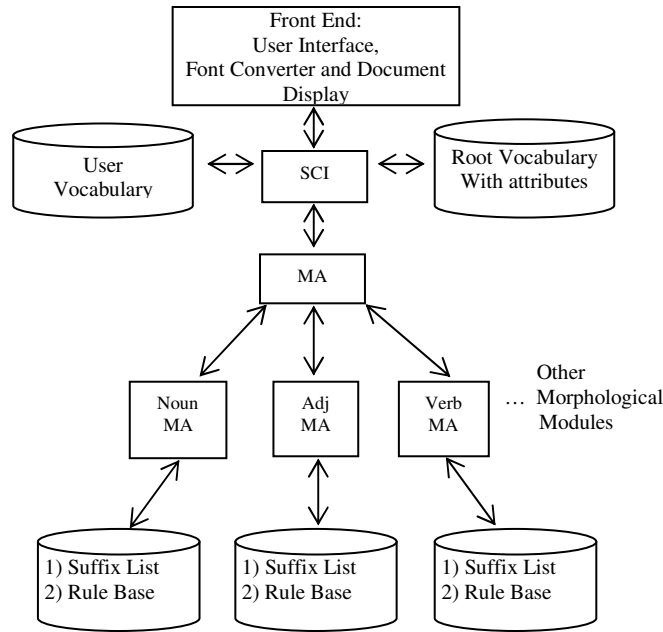 Front End:
User Interface,
Font Converter and Document
Display
User
Vocabulary
SCI
Root Vocabulary
With attributes
MA
Noun
MA
Adj
MA
Verb
MA
… Other
Morphological
Modules
1) Suffix List
2) Rule Base
1) Suffix List
2) Rule Base
1) Suffix List
2) Rule Base